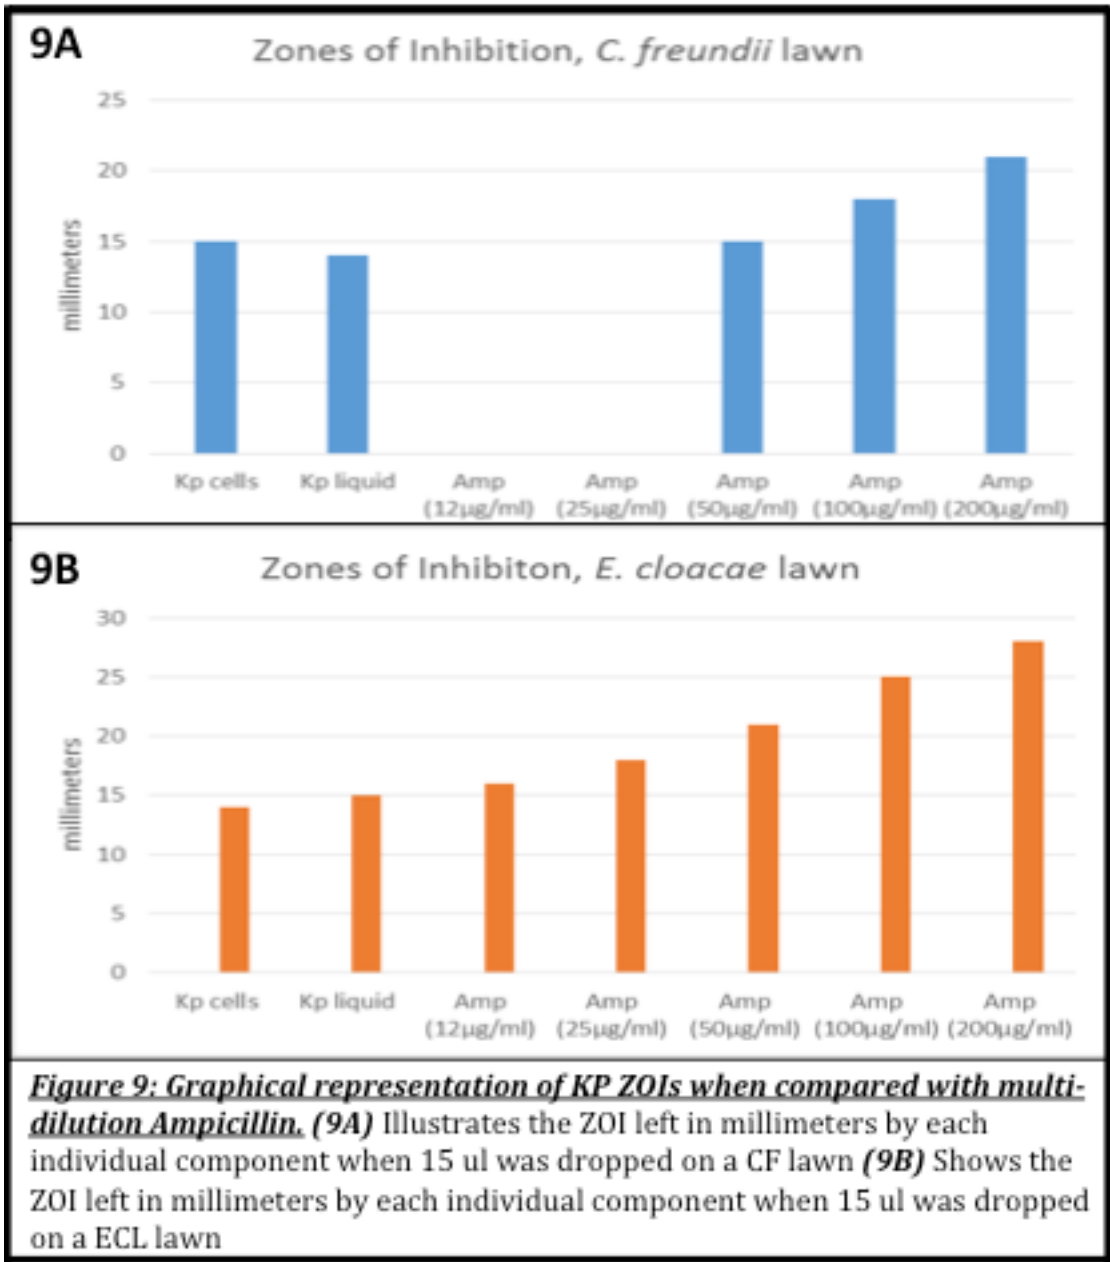 9A
Zones of Inhibition, C. freundii lawn
25
20
15
10
5
0
millimeters
Kp cells
Kp liquid
Amp
(12µg/ml)
Amp
(25µg/ml)
Amp
(50µg/ml)
Amp
(100µg/ml)
Amp
(200µg/ml)
9B
Zones of Inhibiton, E. cloacae lawn
30
25
20
15
10
5
0
millimeters
Kp cells
Kp liquid
Amp
(12µg/ml)
Amp
(25µg/ml)
Amp
(50µg/ml)
Amp
(100µg/ml)
Amp
(200µg/ml)
Figure 9: Graphical representation of KP ZOIs when compared with multi-
dilution Ampicillin. (9A) Illustrates the ZOI left in millimeters by each
individual component when 15 ul was dropped on a CF lawn (9B) Shows the
ZOI left in millimeters by each individual component when 15 ul was dropped
on a ECL lawn